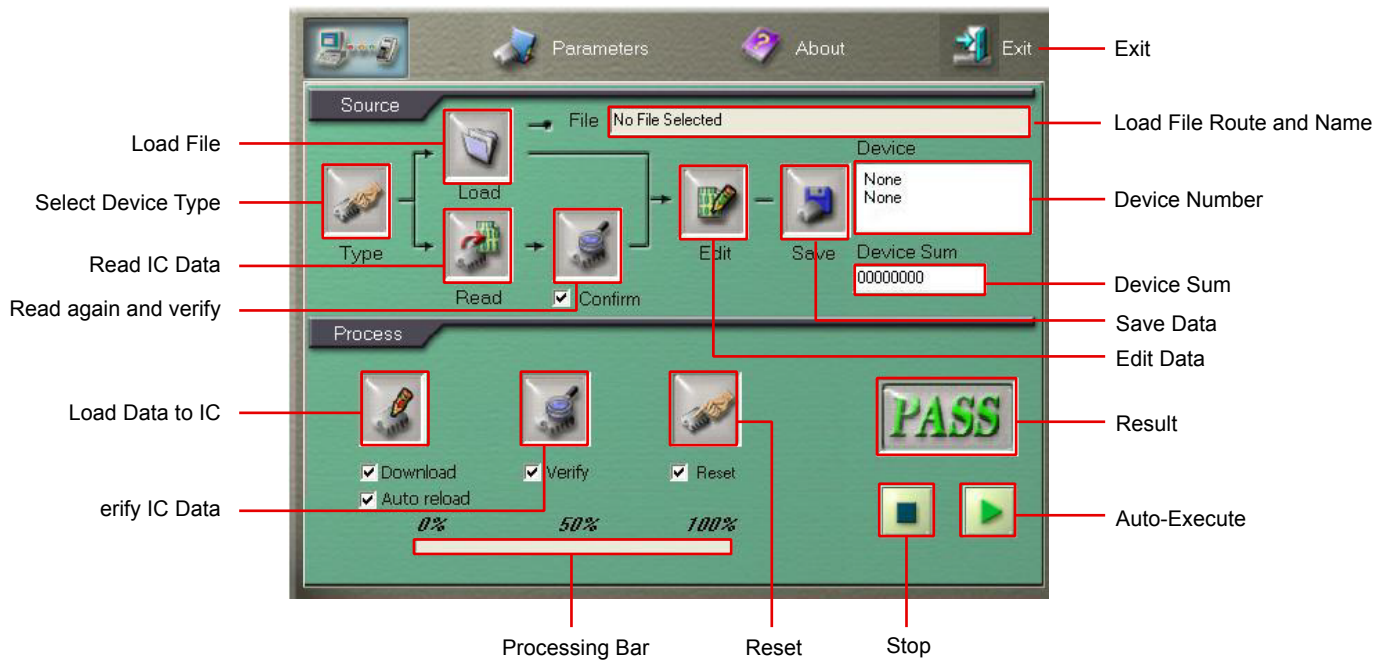 Parameters
About
Exit
Exit
Source
File
No File Selected
Load File Route and Name
Load File
Device
Load
None
None
Select Device Type
Device Number
Type
Edit
Save
Device Sum
Read IC Data
00000000
Device Sum
Read
Confirm
Read again and verify
Save Data
Process
Edit Data
Load Data to IC
PASS
Result
Download
Verify
Reset
Auto reload
erify IC Data
0%
50%
100%
Auto-Execute
Processing Bar
Reset
Stop